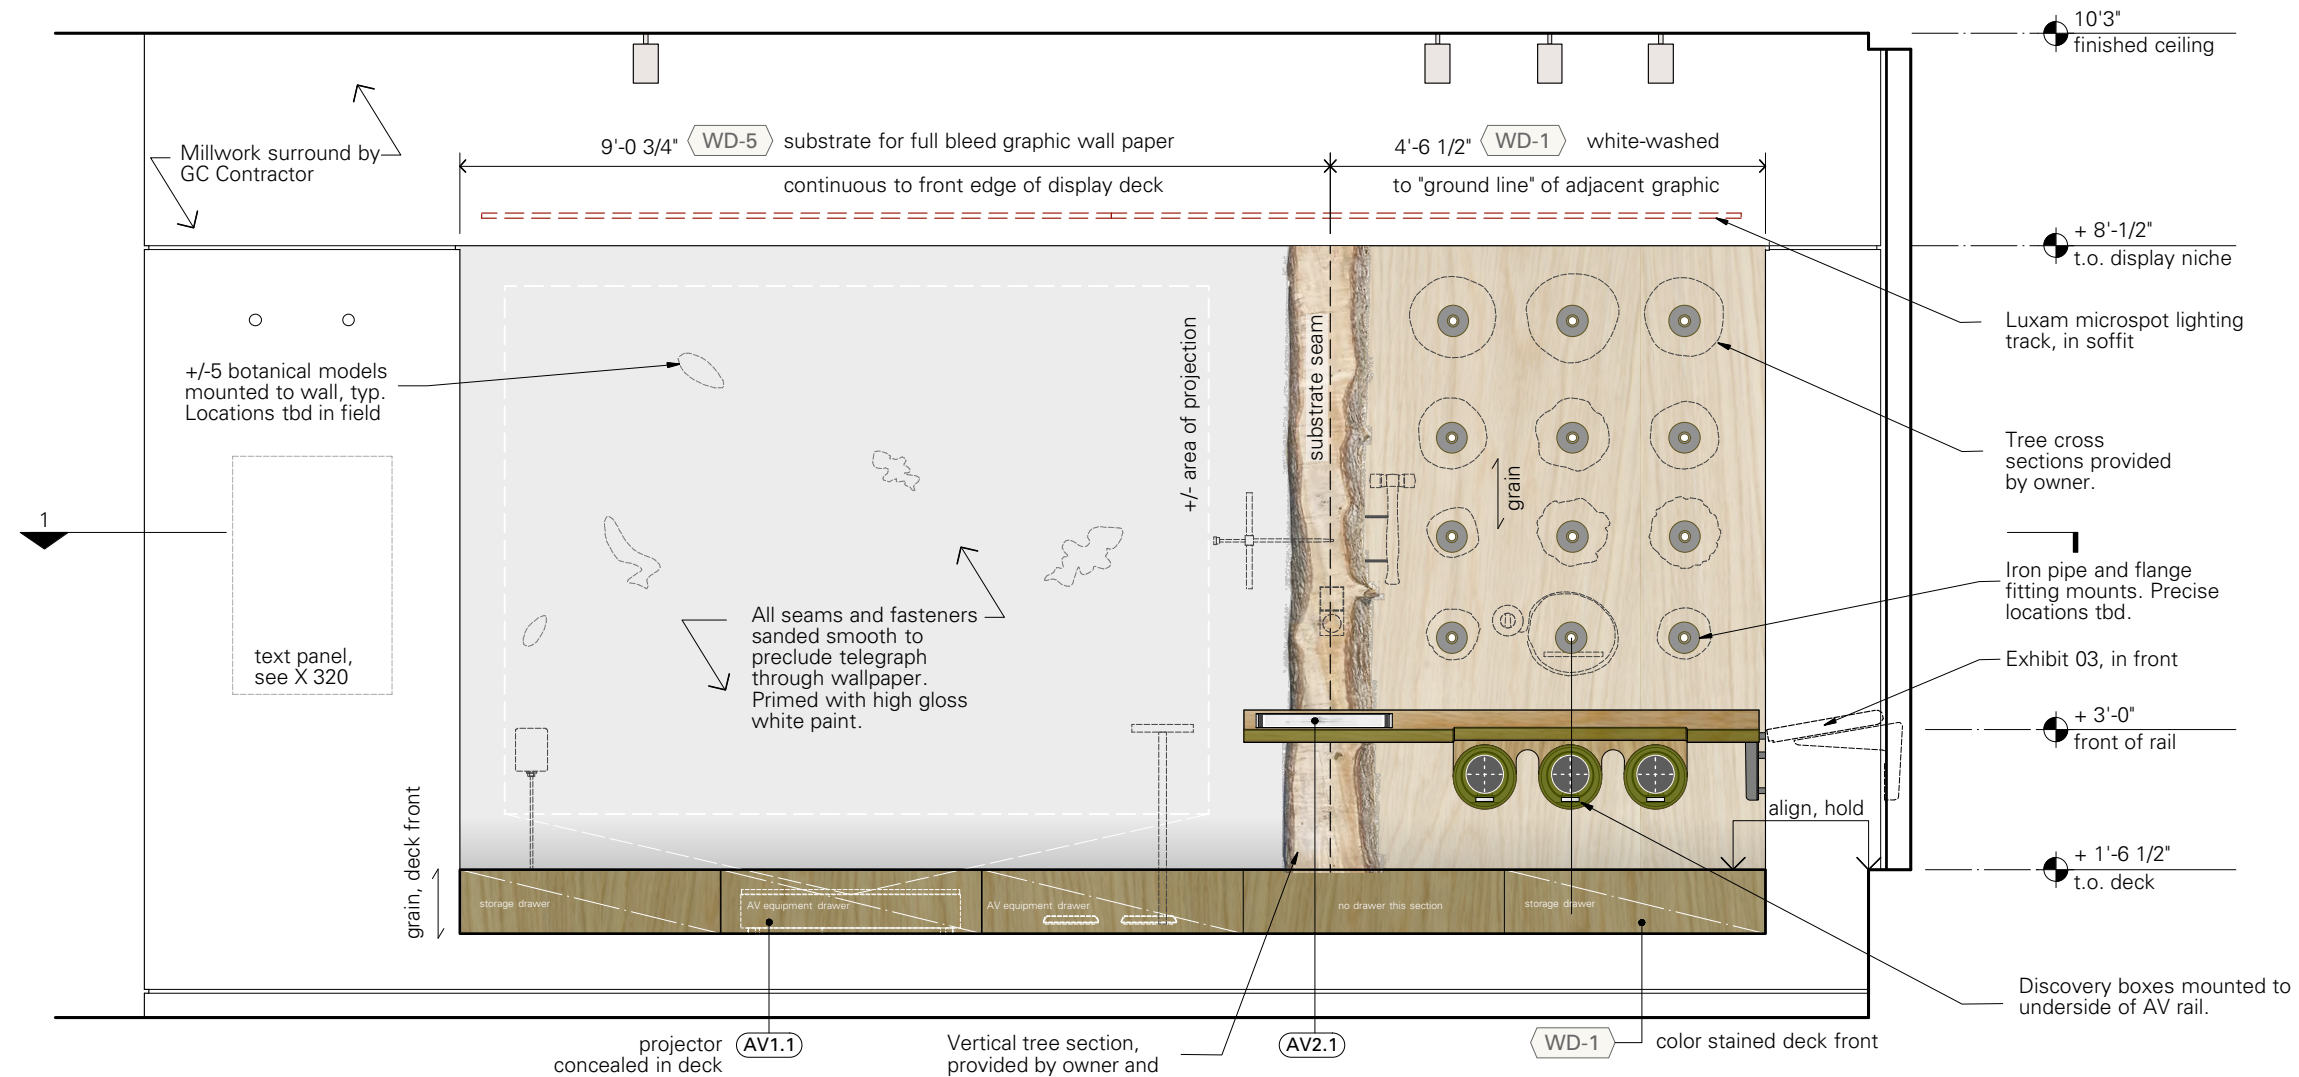 10'3"
finished ceiling
9'-0 3/4" WD-5 substrate for full bleed graphic wall paper
continuous to front edge of display deck
4'-6 1/2" WD-1 white-washed
to "ground line" of adjacent graphic
Millwork surround by
GC Contractor
+ 8'-1/2"
t.o. display niche
Luxam microspot lighting
track, in soffit
+/-5 botanical models
mounted to wall, typ.
Locations tbd in field
+/- area of projection
substrate seam
grain
Tree cross
sections provided
by owner.
1
Iron pipe and flange
fitting mounts. Precise
locations tbd.
Exhibit 03, in front
text panel,
see X 320
All seams and fasteners
sanded smooth to
preclude telegraph
through wallpaper.
Primed with high gloss
white paint.
+ 3'-0"
front of rail
align, hold
+ 1'-6 1/2"
t.o. deck
grain, deck front
storage drawer
AV equipment drawer
AV equipment drawer
no drawer this section
storage drawer
Discovery boxes mounted to
underside of AV rail.
projector
concealed in deck
AV1.1
Vertical tree section,
provided by owner and
AV2.1
WD-1 color stained deck front